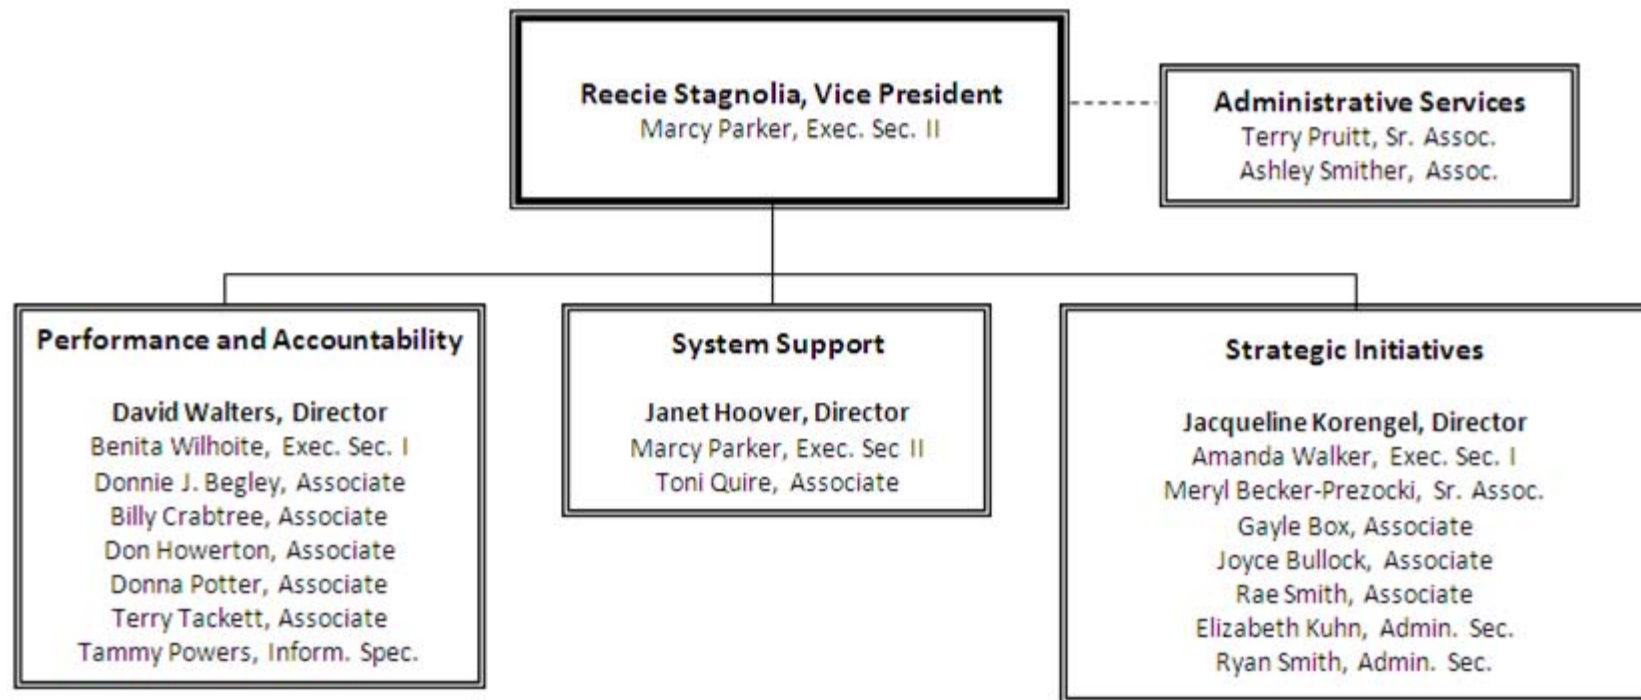 Reecie Stagnolia, Vice President
Marcy Parker, Exec. Sec. II
Administrative Services
Terry Pruitt, Sr. Assoc.
Ashley Smither, Assoc.
Performance and Accountability
David Walters, Director
Benita Wilhoite, Exec. Sec. I
Donnie J. Begley, Associate
Billy Crabtree, Associate
Don Howerton, Associate
Donna Potter, Associate
Terry Tackett, Associate
Tammy Powers, Inform. Spec.
System Support
Janet Hoover, Director
Marcy Parker, Exec. Sec II
Toni Quire, Associate
Strategic Initiatives
Jacqueline Korengel, Director
Amanda Walker, Exec. Sec. I
Meryl Becker-Prezocki, Sr. Assoc.
Gayle Box, Associate
Joyce Bullock, Associate
Rae Smith, Associate
Elizabeth Kuhn, Admin. Sec.
Ryan Smith, Admin. Sec.